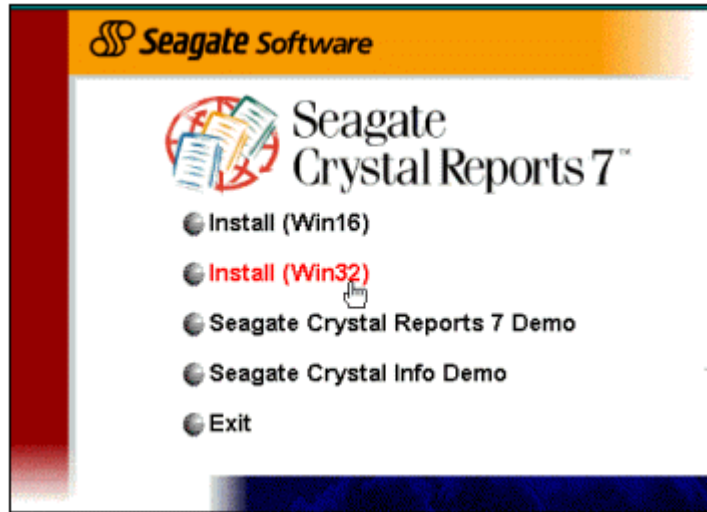 Seagate Software
Seagate
Crystal Reports 7™
Install (Win16)
Install (Win32)
Seagate Crystal Reports 7 Demo
Seagate Crystal Info Demo
Exit